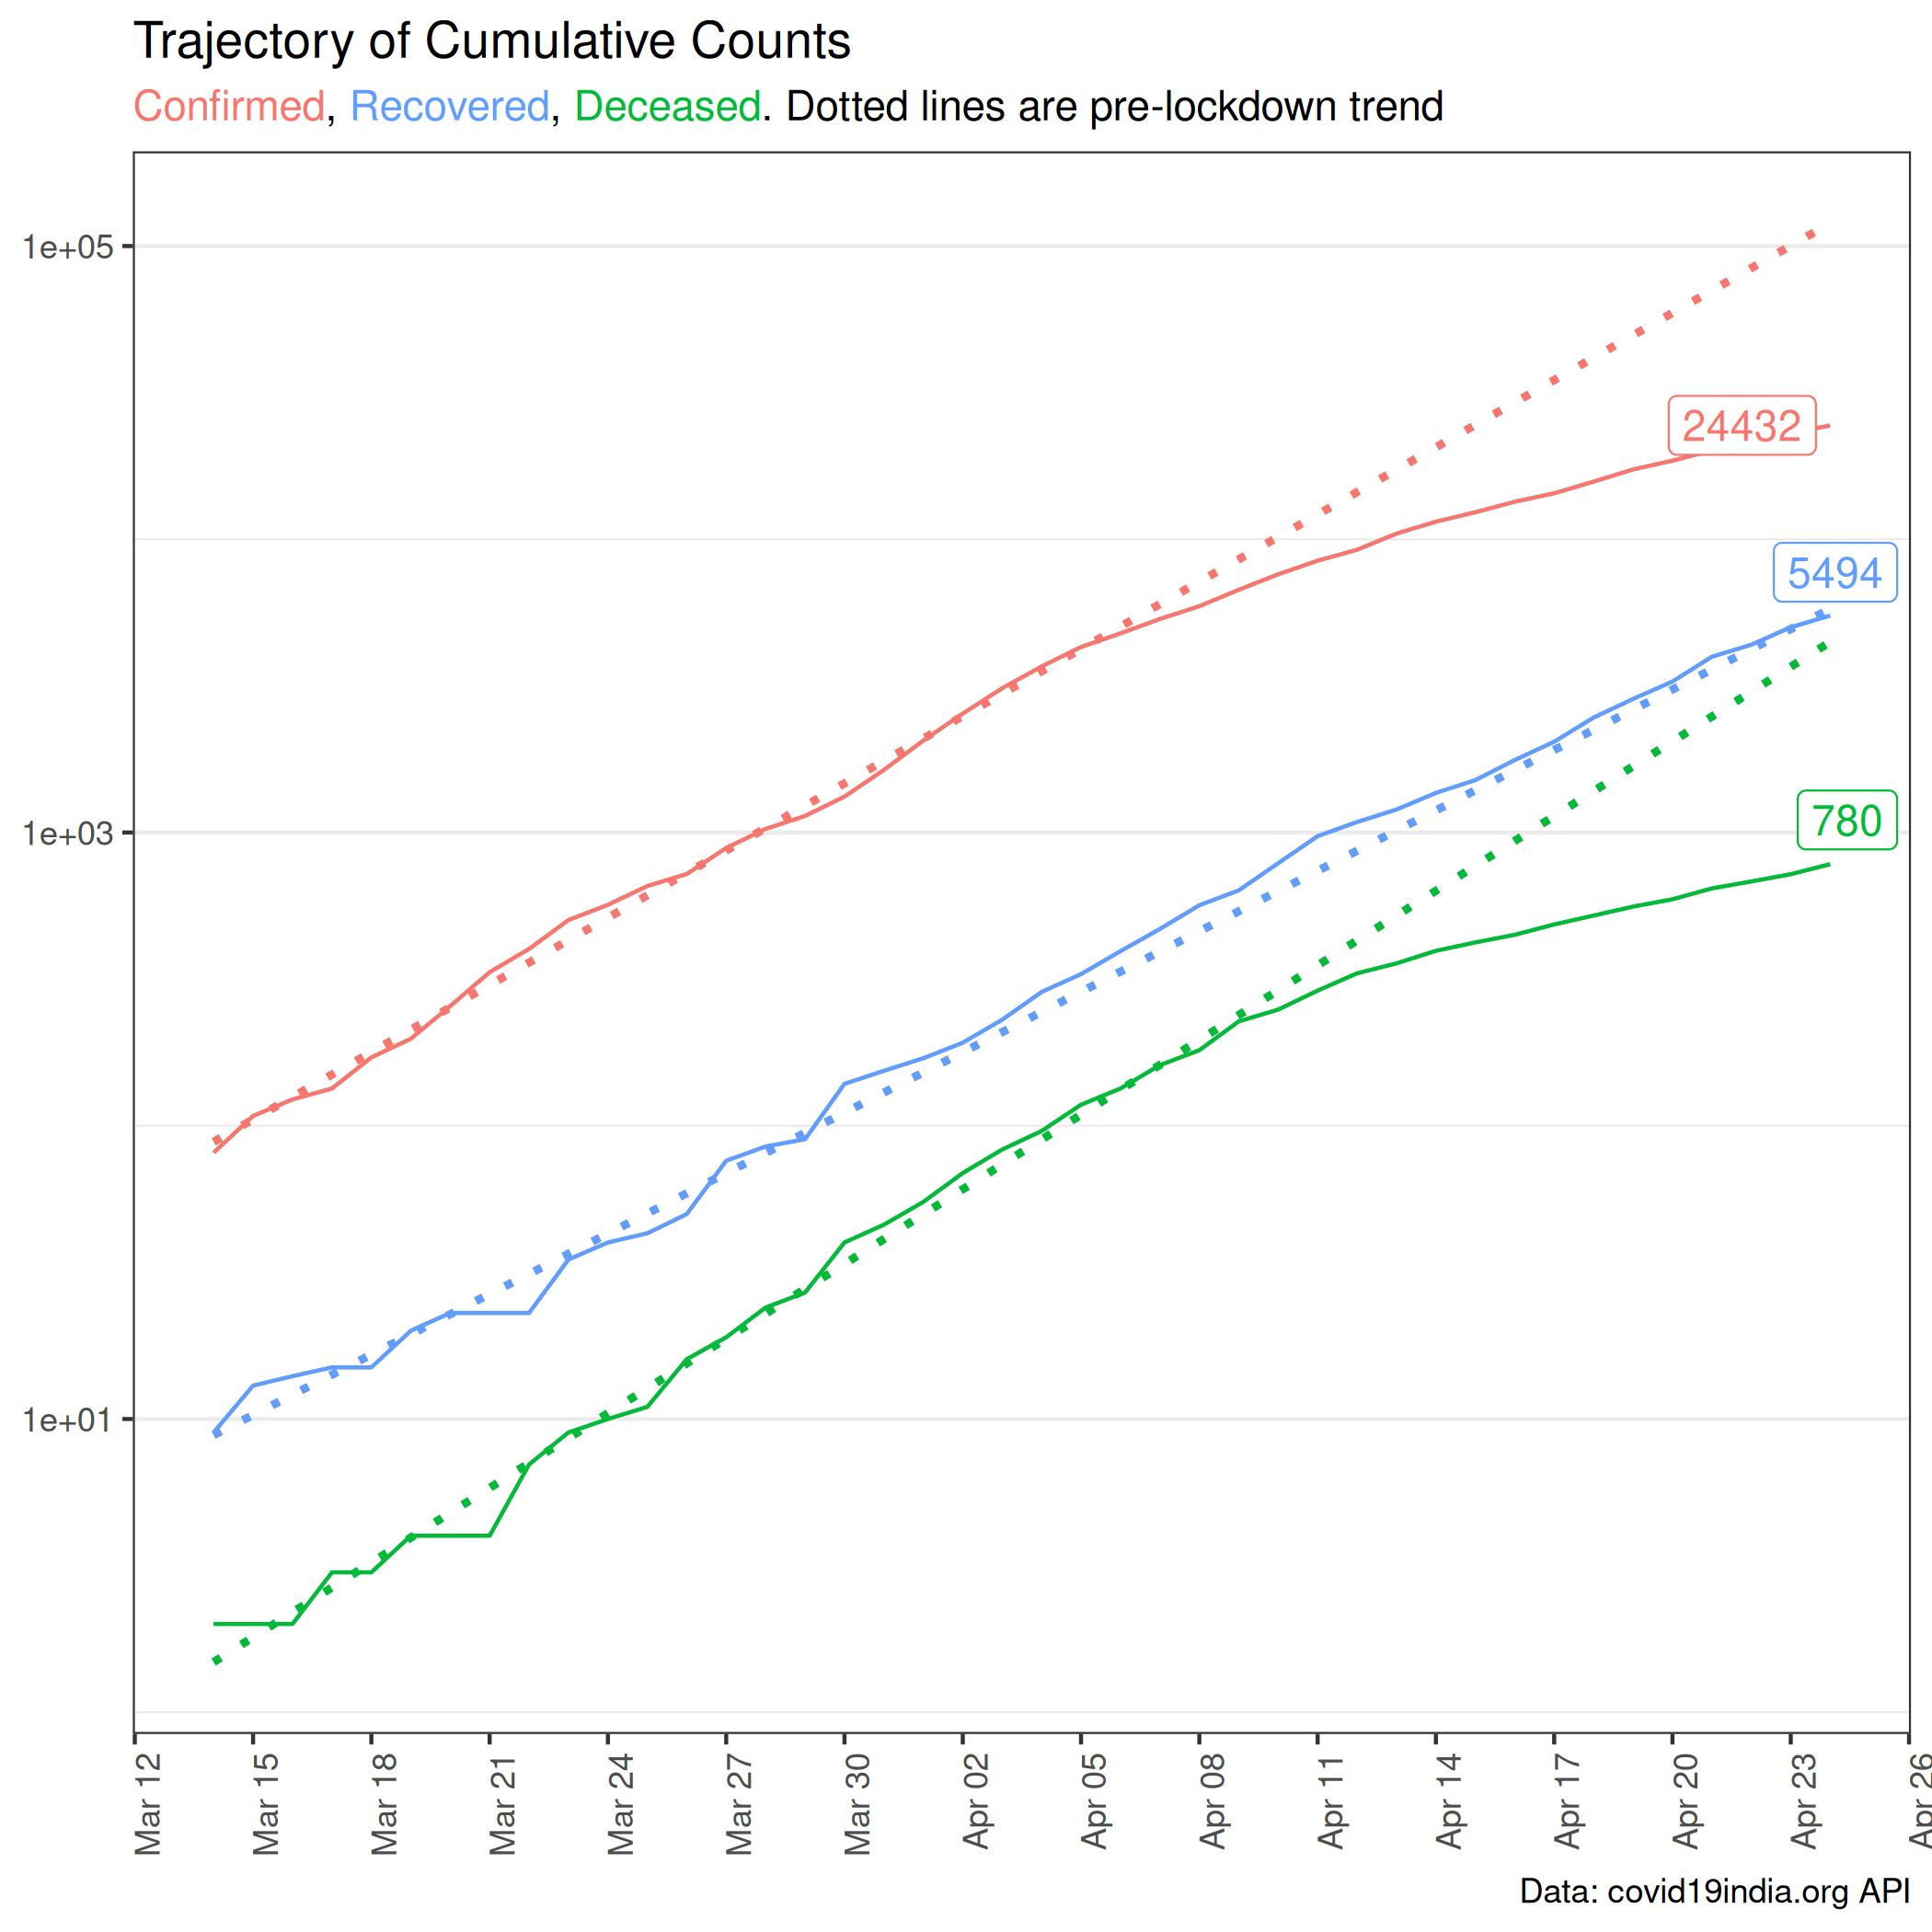 Trajectory of Cumulative Counts
Confirmed, Recovered, Deceased. Dotted lines are pre-lockdown trend
1e+05
24432
5494
1e+03
780
1e+01
Mar 12
Mar 15
Mar 18
Mar 21
Mar 24
Mar 27
Mar 30
Apr 02
Apr 05
Apr 08
Apr 11
Apr 14
Apr 17
Apr 20
Apr 23
Apr 26
Data: covid19india.org API